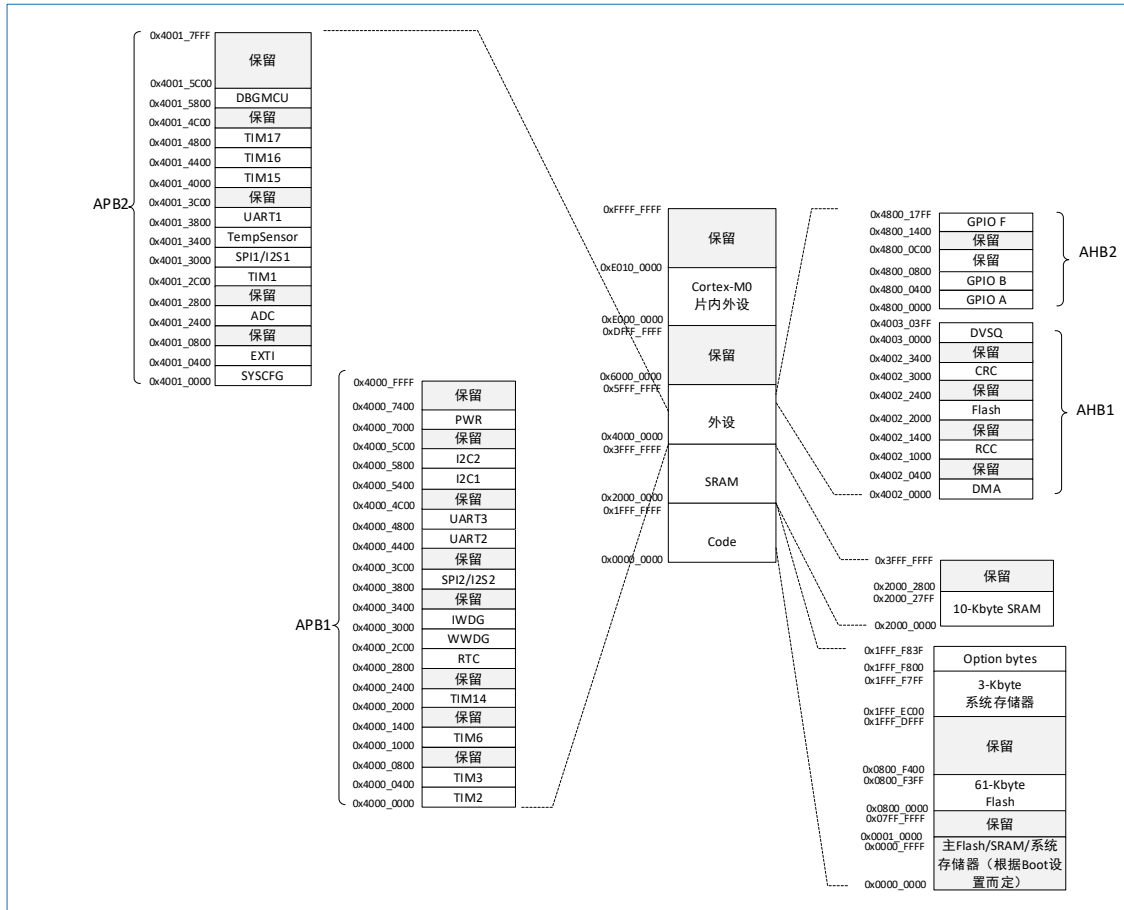 0x4001_7FFF
保留
0x4001_5C00
DBGMCU
0x4001_5800
保留
0x4001_4C00
TIM17
0x4001_4800
TIM16
0x4001_4400
TIM15
0x4001_4000
保留
0x4001_3C00
UART1
0x4001_3800
TempSensor
0x4001_3400
SPI1/I2S1
0x4001_3000
TIM1
0x4001_2C00
保留
0x4001_2800
ADC
0x4001_2400
保留
0x4001_0800
EXTI
0x4001_0400
SYSCFG
0x4001_0000
APB2
0x4000_FFFF
保留
0x4000_7400
PWR
0x4000_7000
保留
0x4000_5C00
I2C2
0x4000_5800
I2C1
0x4000_5400
保留
0x4000_4C00
UART3
0x4000_4800
UART2
0x4000_4400
保留
0x4000_3C00
SPI2/I2S2
0x4000_3800
保留
0x4000_3400
IWDG
0x4000_3000
WWDG
0x4000_2C00
RTC
0x4000_2800
保留
0x4000_2400
TIM14
0x4000_2000
保留
0x4000_1400
TIM6
0x4000_1000
保留
0x4000_0800
TIM3
0x4000_0400
TIM2
0x4000_0000
APB1
0xFFFF_FFFF
保留
0xE010_0000
Cortex-M0
片内外设
0xE000_0000
0xDFFF_FFFF
保留
0x6000_0000
0x5FFF_FFFF
外设
0x4000_0000
0x3FFF_FFFF
SRAM
0x2000_0000
0x1FFF_FFFF
Code
0x0000_0000
0x4800_17FF
GPIO F
0x4800_1400
保留
0x4800_0C00
保留
0x4800_0800
GPIO B
0x4800_0400
GPIO A
0x4800_0000
AHB2
0x4003_03FF
DVSQ
0x4003_0000
保留
0x4002_3400
CRC
0x4002_3000
保留
0x4002_2400
Flash
0x4002_2000
保留
0x4002_1400
RCC
0x4002_1000
保留
0x4002_0400
DMA
0x4002_0000
AHB1
0x3FFF_FFFF
保留
0x2000_2800
0x2000_27FF
10-Kbyte SRAM
0x2000_0000
0x1FFF_F83F
Option bytes
0x1FFF_F800
0x1FFF_F7FF
3-Kbyte
系统存储器
0x1FFF_EC00
0x1FFF_DFFF
保留
0x0800_F400
0x0800_F3FF
61-Kbyte
Flash
0x0800_0000
0x07FF_FFFF
保留
0x0001_0000
0x0000_FFFF
主Flash/SRAM/系统
存储器（根据Boot设
置而定）
0x0000_0000